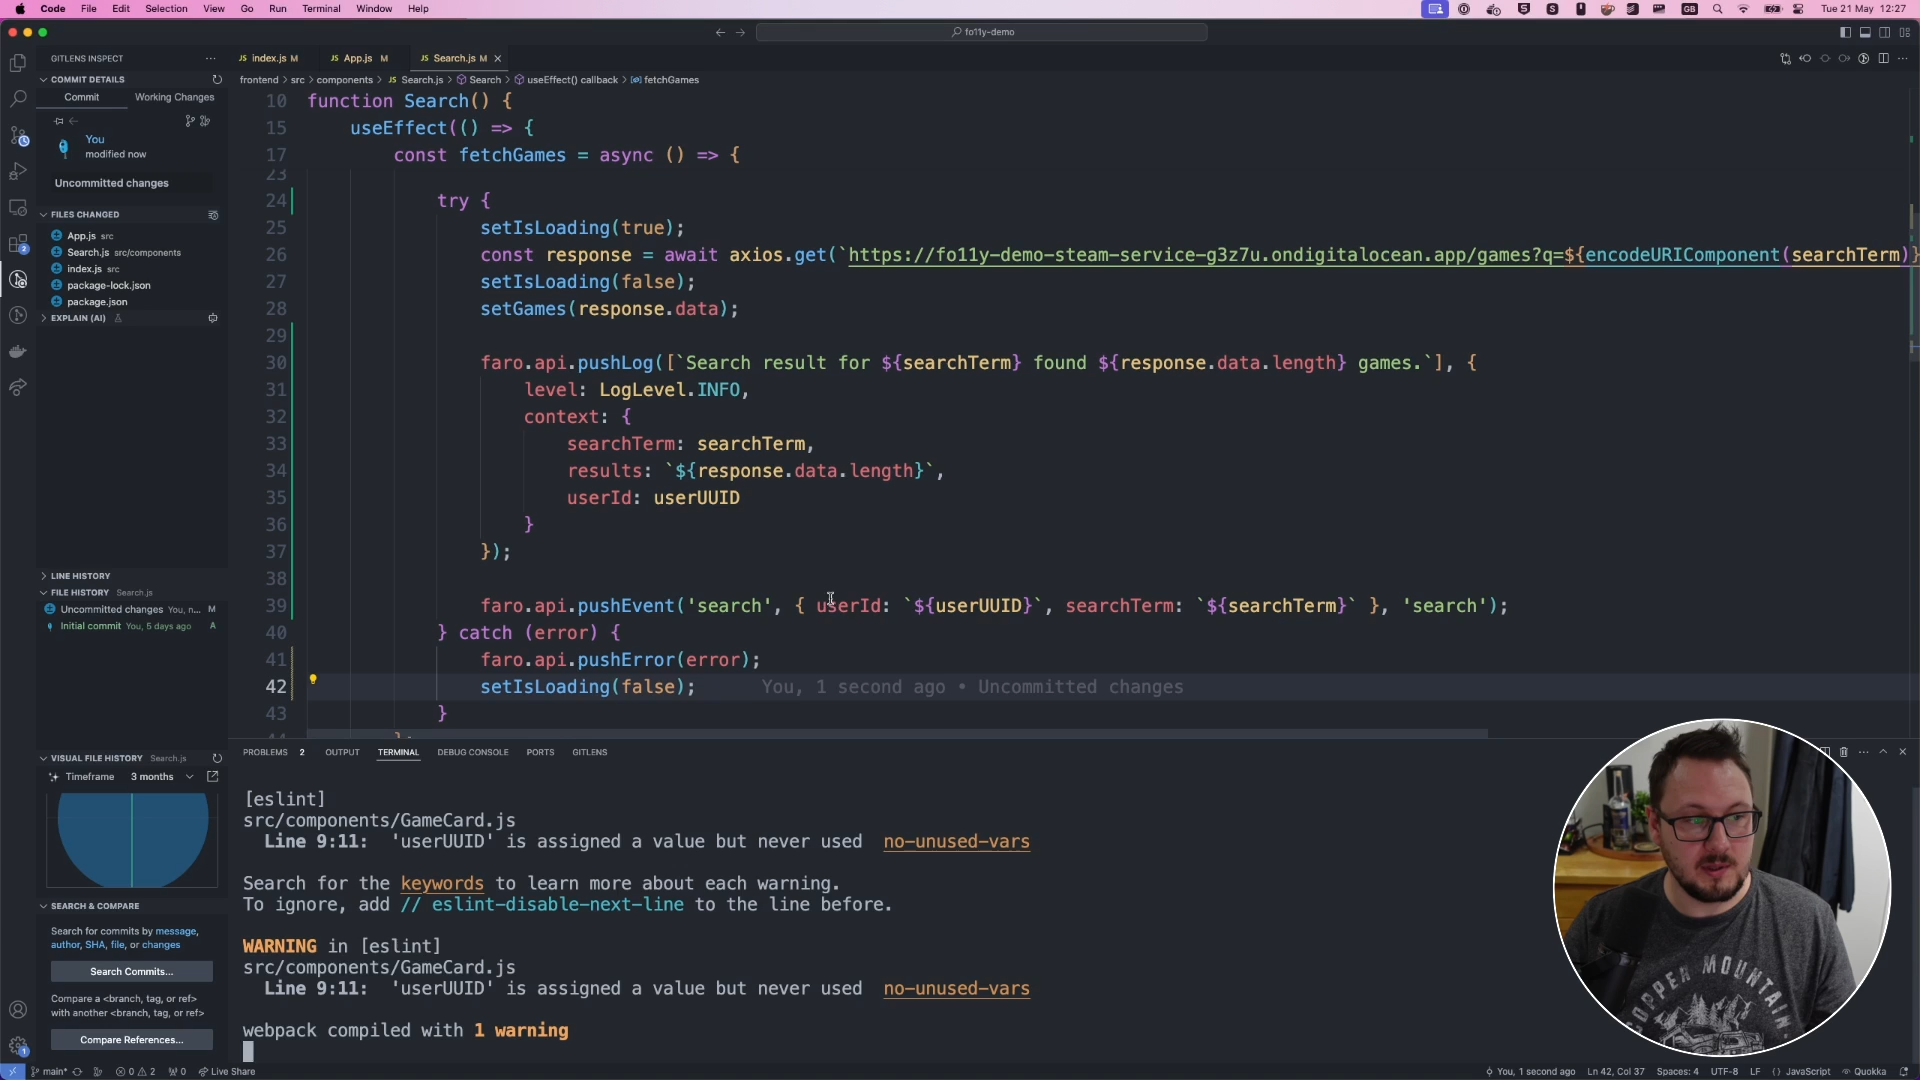 Code File Edit Selection View Go Run Terminal Window Help
GB Tue 21 May 12:27
fo11y-demo
GITLENS INSPECT
JS index.js M JS App.js M JS Search.js M
COMMIT DETAILS
frontend > src > components > JS Search.js > Search > useEffect() callback > fetchGames
Commit Working Changes
You
modified now
Uncommitted changes
FILES CHANGED
App.js src
Search.js src/components
index.js src
package-lock.json
package.json
EXPLAIN (AI)
LINE HISTORY
FILE HISTORY Search.js
Uncommitted changes You, n... M
Initial commit You, 5 days ago A
VISUAL FILE HISTORY Search.js
Timeframe 3 months
SEARCH & COMPARE
Search for commits by message,
author, SHA, file, or changes
Search Commits...
Compare a <branch, tag, or ref>
with another <branch, tag, or ref>
Compare References...
10 function Search() {
15 useEffect(() => {
17 const fetchGames = async () => {
23
24 try {
25 setIsLoading(true);
26 const response = await axios.get(`https://fo11y-demo-steam-service-g3z7u.ondigitalocean.app/games?q=${encodeURIComponent(searchTerm)}
27 setIsLoading(false);
28 setGames(response.data);
29
30 faro.api.pushLog([`Search result for ${searchTerm} found ${response.data.length} games.`], {
31 level: LogLevel.INFO,
32 context: {
33 searchTerm: searchTerm,
34 results: `${response.data.length}`,
35 userId: userUUID
36 }
37 });
38
39 faro.api.pushEvent('search', { userId: `${userUUID}`, searchTerm: `${searchTerm}` }, 'search');
40 } catch (error) {
41 faro.api.pushError(error);
42 setIsLoading(false); You, 1 second ago • Uncommitted changes
43 }
PROBLEMS 2 OUTPUT TERMINAL DEBUG CONSOLE PORTS GITLENS
[eslint]
src/components/GameCard.js
Line 9:11: 'userUUID' is assigned a value but never used no-unused-vars
Search for the keywords to learn more about each warning.
To ignore, add // eslint-disable-next-line to the line before.
WARNING in [eslint]
src/components/GameCard.js
Line 9:11: 'userUUID' is assigned a value but never used no-unused-vars
webpack compiled with 1 warning
COPPER MOUNTAIN
main* 0 2 0 Live Share
You, 1 second ago Ln 42, Col 37 Spaces: 4 UTF-8 LF {} JavaScript Quokka